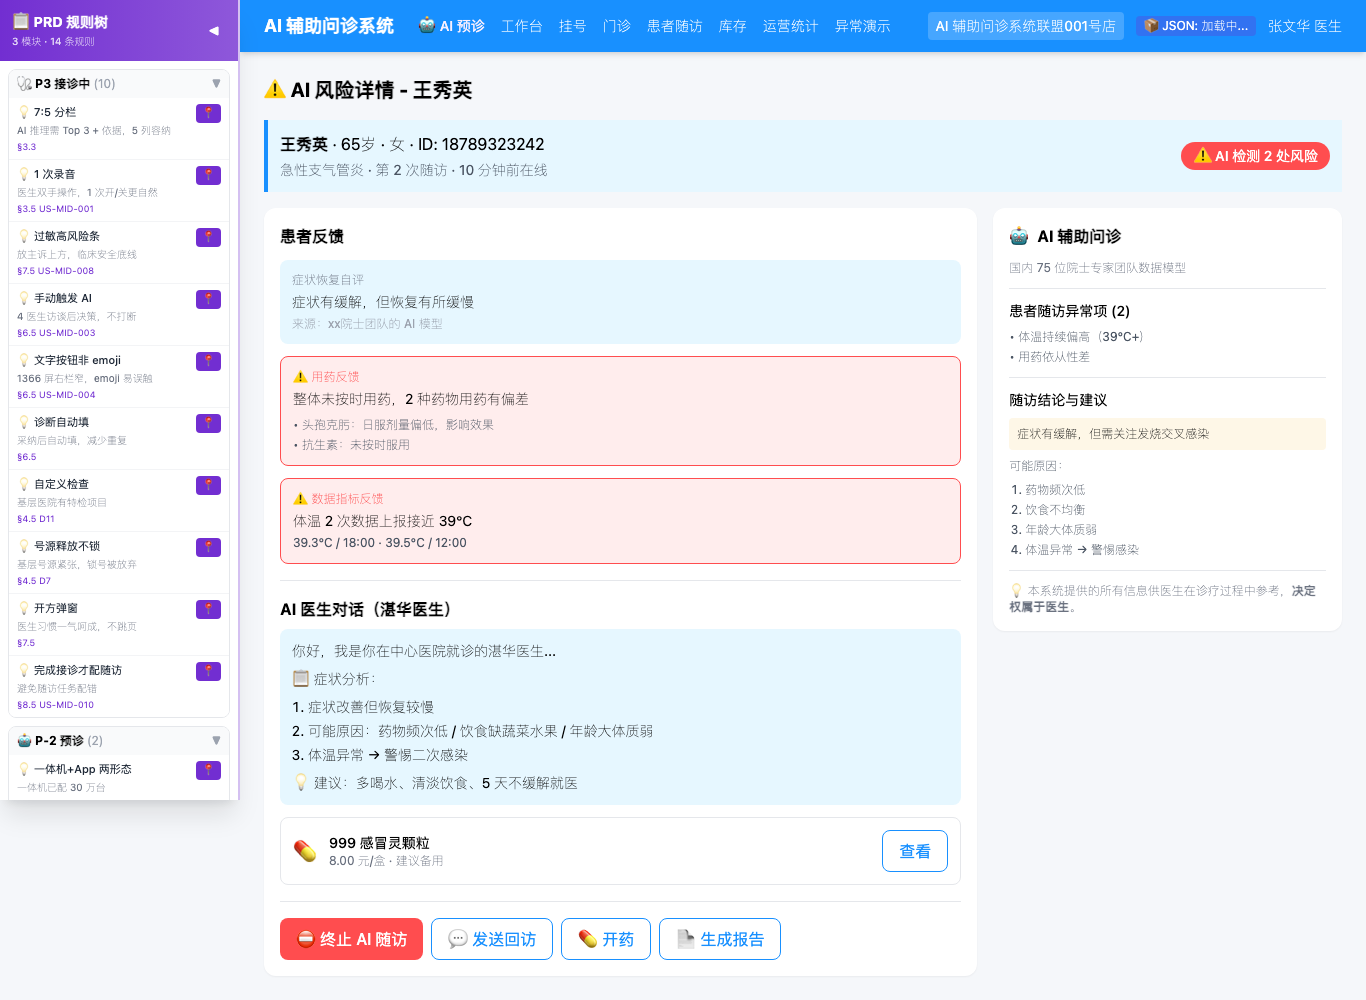 PRD 规则树
3 模块 · 14 条规则
P3 接诊中 (10)
7:5 分栏
AI 推理需 Top 3 + 依据，5 列容纳
§3.3
1 次录音
医生双手操作，1 次开/关更自然
§3.5 US-MID-001
过敏高风险条
放主诉上方，临床安全底线
§7.5 US-MID-008
手动触发 AI
4 医生访谈后决策，不打断
§6.5 US-MID-003
文字按钮非 emoji
1366 屏右栏窄，emoji 易误触
§6.5 US-MID-004
诊断自动填
采纳后自动填，减少重复
§6.5
自定义检查
基层医院有特检项目
§4.5 D11
号源释放不锁
基层号源紧张，锁号被放弃
§4.5 D7
开方弹窗
医生习惯一气呵成，不跳页
§7.5
完成接诊才配随访
避免随访任务配错
§8.5 US-MID-010
P-2 预诊 (2)
一体机+App 两形态
一体机已配 30 万台
AI 辅助问诊系统
AI 预诊
工作台
挂号
门诊
患者随访
库存
运营统计
异常演示
AI 辅助问诊系统联盟001号店
JSON: 加载中...
张文华 医生
AI 风险详情 - 王秀英
王秀英 · 65岁 · 女 · ID: 18789323242
急性支气管炎 · 第 2 次随访 · 10 分钟前在线
AI 检测 2 处风险
患者反馈
症状恢复自评
症状有缓解，但恢复有所缓慢
来源：xx院士团队的 AI 模型
用药反馈
整体未按时用药，2 种药物用药有偏差
• 头孢克肟：日服剂量偏低，影响效果
• 抗生素：未按时服用
数据指标反馈
体温 2 次数据上报接近 39°C
39.3°C / 18:00 · 39.5°C / 12:00
AI 医生对话（湛华医生）
你好，我是你在中心医院就诊的湛华医生...
症状分析：
1. 症状改善但恢复较慢
2. 可能原因：药物频次低 / 饮食缺蔬菜水果 / 年龄大体质弱
3. 体温异常 → 警惕二次感染
建议：多喝水、清淡饮食、5 天不缓解就医
999 感冒灵颗粒
8.00 元/盒 · 建议备用
查看
终止 AI 随访
发送回访
开药
生成报告
AI 辅助问诊
国内 75 位院士专家团队数据模型
患者随访异常项 (2)
• 体温持续偏高（39°C+）
• 用药依从性差
随访结论与建议
症状有缓解，但需关注发烧交叉感染
可能原因：
1. 药物频次低
2. 饮食不均衡
3. 年龄大体质弱
4. 体温异常 → 警惕感染
本系统提供的所有信息供医生在诊疗过程中参考，决定
权属于医生。